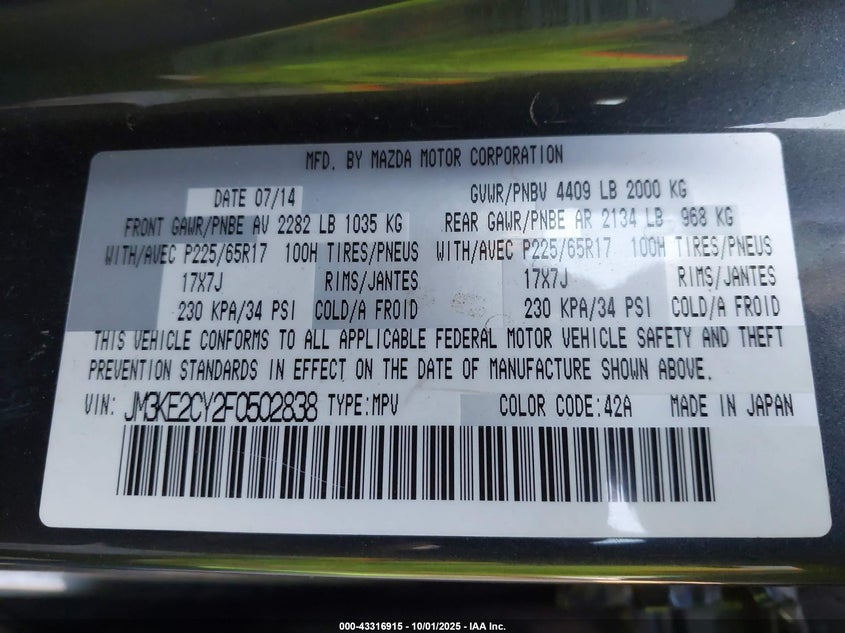 MFD. BY MAZDA MOTOR CORPORATION
DATE 07/14 GVWR/PNBV 4409 LB 2000 KG
FRONT GAWR/PNBE AV 2282 LB 1035 KG REAR GAWR/PNBE AR 2134 LB 968 KG
WITH/AVEC P225/65R17 100H TIRES/PNEUS WITH/AVEC P225/65R17 100H TIRES/PNEUS
17X7J RIMS/JANTES 17X7J RIMS/JANTES
230 KPA/34 PSI COLD/A FROID 230 KPA/34 PSI COLD/A FROID
THIS VEHICLE CONFORMS TO ALL APPLICABLE FEDERAL MOTOR VEHICLE SAFETY AND THEFT
PREVENTION STANDARDS IN EFFECT ON THE DATE OF MANUFACTURE SHOWN ABOVE.
VIN: JM3KE2CY2F0502838 TYPE:MPV COLOR CODE:42A MADE IN JAPAN
000-43316915 - 10/01/2025 - IAA Inc.